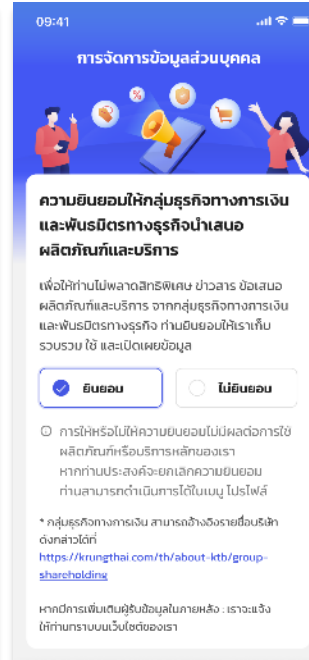 09:41
การจัดการข้อมูลส่วนบุคคล
%
ความยินยอมให้กลุ่มธุรกิจทางการเงิน
และพันธมิตรทางธุรกิจนำเสนอ
ผลิตภัณฑ์และบริการ
เพื่อให้ท่านไม่พลาดสิทธิพิเศษ ข่าวสาร ข้อเสนอ
ผลิตภัณฑ์และบริการ จากกลุ่มธุรกิจทางการเงิน
และพันธมิตรทางธุรกิจ ท่านยินยอมให้เราเก็บ
รวบรวม ใช้ และเปิดเผยข้อมูล
ยินยอม
ไม่ยินยอม
การให้หรือไม่ให้ความยินยอมไม่มีผลต่อการใช้
ผลิตภัณฑ์หรือบริการหลักของเรา
หากท่านประสงค์จะยกเลิกความยินยอม
ท่านสามารถดำเนินการได้ในเมนู โปรไฟล์
* กลุ่มธุรกิจทางการเงิน สามารถอ้างอิงรายชื่อบริษัท
ดังกล่าวได้ที่
https://krungthai.com/th/about-ktb/group-
shareholding
หากมีการเพิ่มเติมผู้รับข้อมูลในภายหลัง : เราจะแจ้ง
ให้ท่านทราบบนเว็บไซต์ของเรา